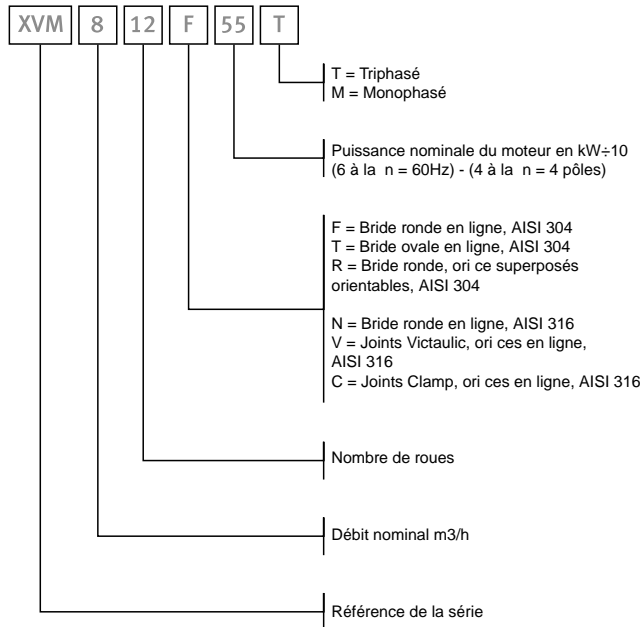 XVM 8 12 F 55 T
T = Triphasé
M = Monophasé
Puissance nominale du moteur en kW÷10
(6 à la n = 60Hz) - (4 à la n = 4 pôles)
F = Bride ronde en ligne, AISI 304
T = Bride ovale en ligne, AISI 304
R = Bride ronde, ori ce superposés
orientables, AISI 304
N = Bride ronde en ligne, AISI 316
V = Joints Victaulic, ori ces en ligne,
AISI 316
C = Joints Clamp, ori ces en ligne, AISI 316
Nombre de roues
Débit nominal m3/h
Référence de la série